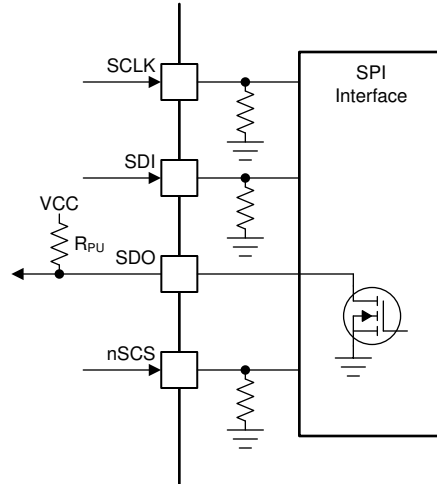 SCLK
SPI
Interface
SDI
VCC
RPU
SDO
nSCS